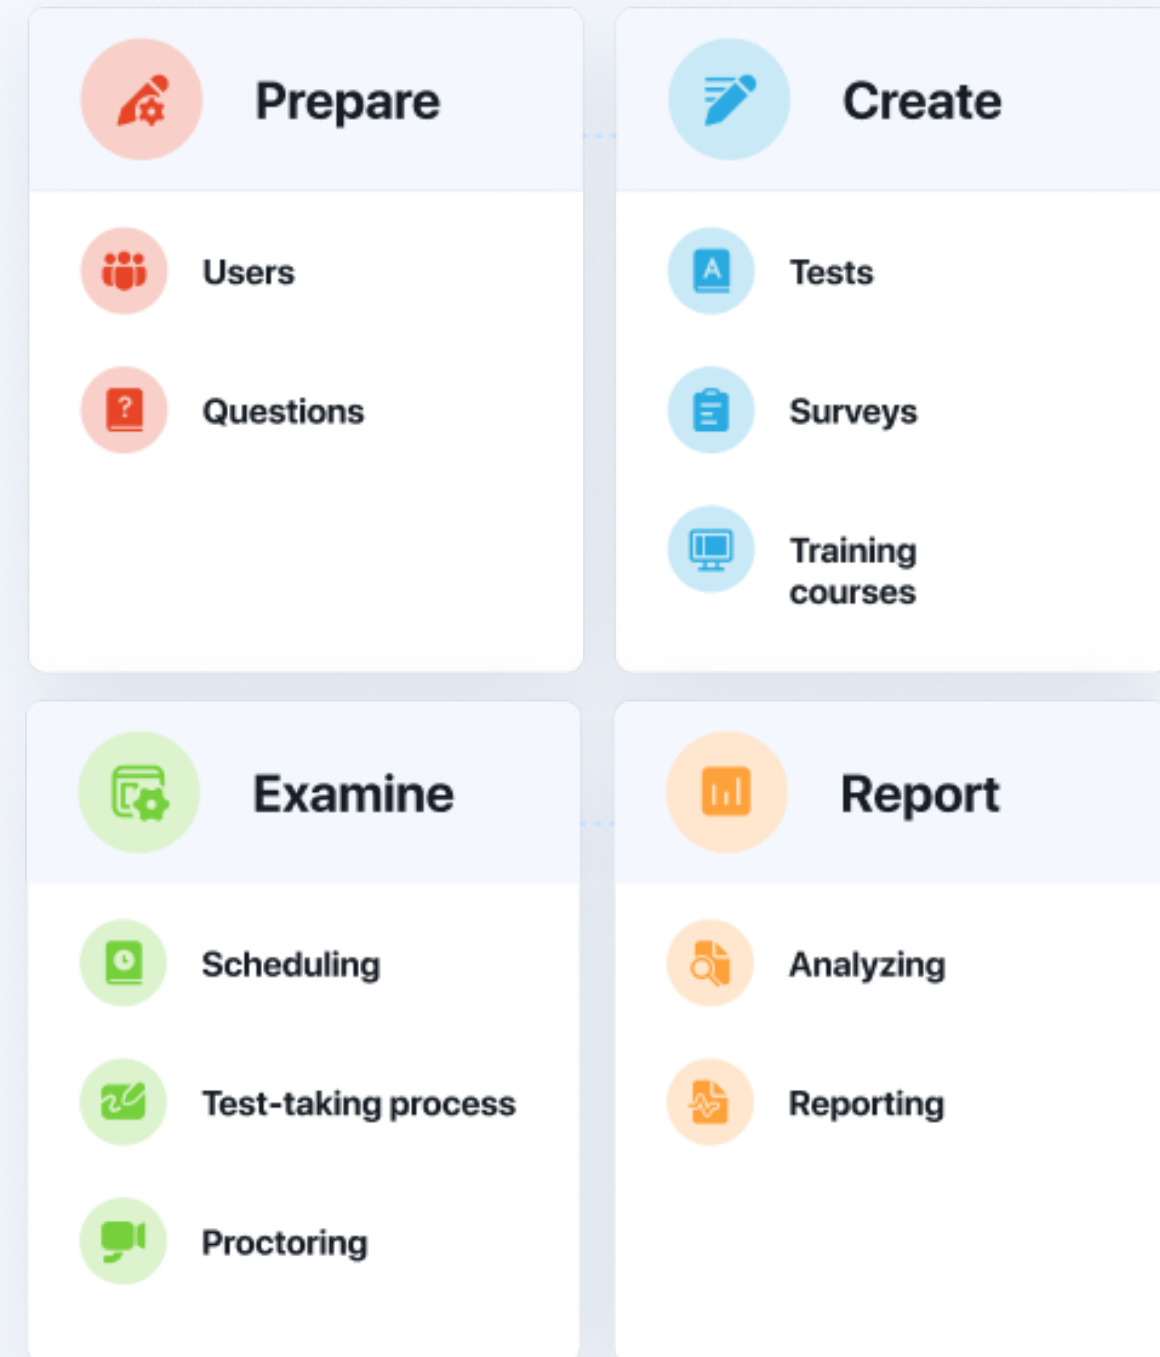 Prepare
Users
Questions
Create
Tests
Surveys
Training
courses
Examine
Scheduling
Test-taking process
Proctoring
Report
Analyzing
Reporting